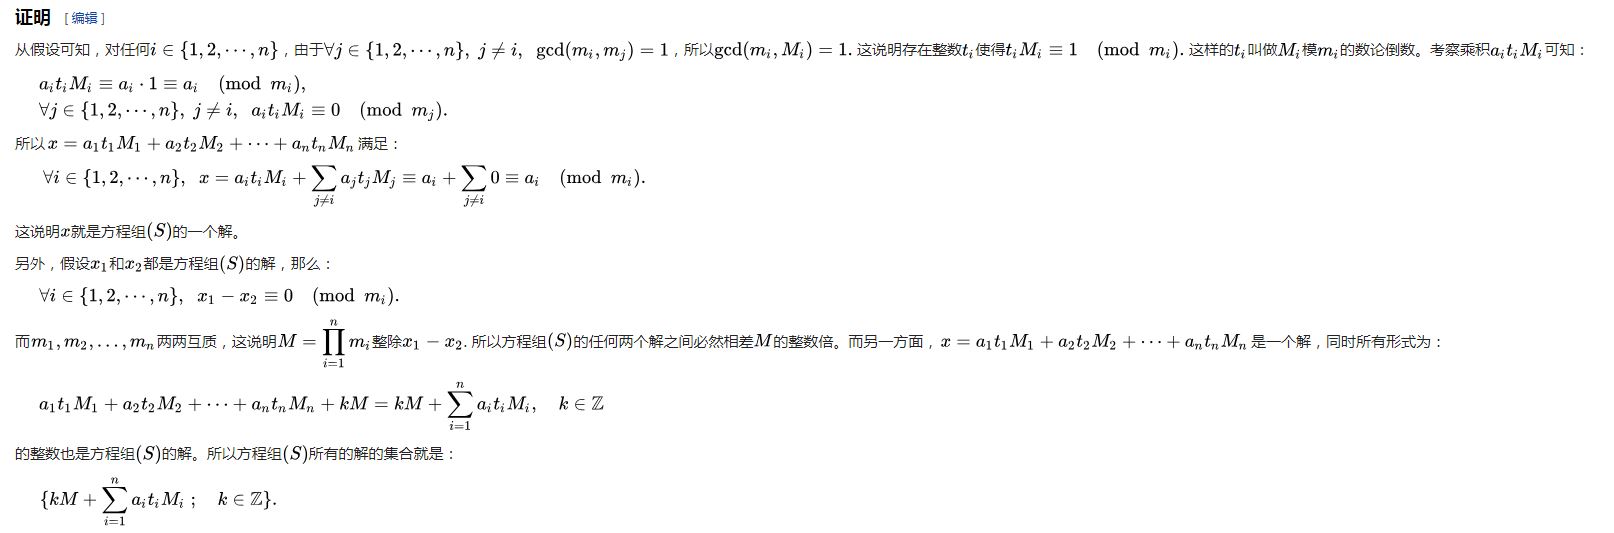 证明 [编辑]
从假设可知，对任何$i \in \{1, 2, \cdots, n\}$，由于$\forall j \in \{1, 2, \cdots, n\},\ j \neq i,\ \gcd(m_i, m_j) = 1$，所以$\gcd(m_i, M_i) = 1.$ 这说明存在整数$t_i$使得$t_i M_i \equiv 1 \pmod{m_i}.$ 这样的$t_i$叫做$M_i$模$m_i$的数论倒数。考察乘积$a_i t_i M_i$可知：
$a_i t_i M_i \equiv a_i \cdot 1 \equiv a_i \pmod{m_i},$
$\forall j \in \{1, 2, \cdots, n\},\ j \neq i,\ a_i t_i M_i \equiv 0 \pmod{m_j}.$
所以$x = a_1 t_1 M_1 + a_2 t_2 M_2 + \cdots + a_n t_n M_n$ 满足：
$\forall i \in \{1, 2, \cdots, n\},\ x = a_i t_i M_i + \sum_{j \neq i} a_j t_j M_j \equiv a_i + \sum_{j \neq i} 0 \equiv a_i \pmod{m_i}.$
这说明$x$就是方程组$(S)$的一个解。
另外，假设$x_1$和$x_2$都是方程组$(S)$的解，那么：
$\forall i \in \{1, 2, \cdots, n\},\ x_1 - x_2 \equiv 0 \pmod{m_i}.$
而$m_1, m_2, \ldots, m_n$两两互质，这说明$M = \prod_{i=1}^{n} m_i$整除$x_1 - x_2.$ 所以方程组$(S)$的任何两个解之间必然相差$M$的整数倍。而另一方面，$x = a_1 t_1 M_1 + a_2 t_2 M_2 + \cdots + a_n t_n M_n$ 是一个解，同时所有形式为：
$a_1 t_1 M_1 + a_2 t_2 M_2 + \cdots + a_n t_n M_n + kM = kM + \sum_{i=1}^{n} a_i t_i M_i,\quad k \in \mathbb{Z}$
的整数也是方程组$(S)$的解。所以方程组$(S)$所有的解的集合就是：
$\{kM + \sum_{i=1}^{n} a_i t_i M_i\ ;\quad k \in \mathbb{Z}\}.$